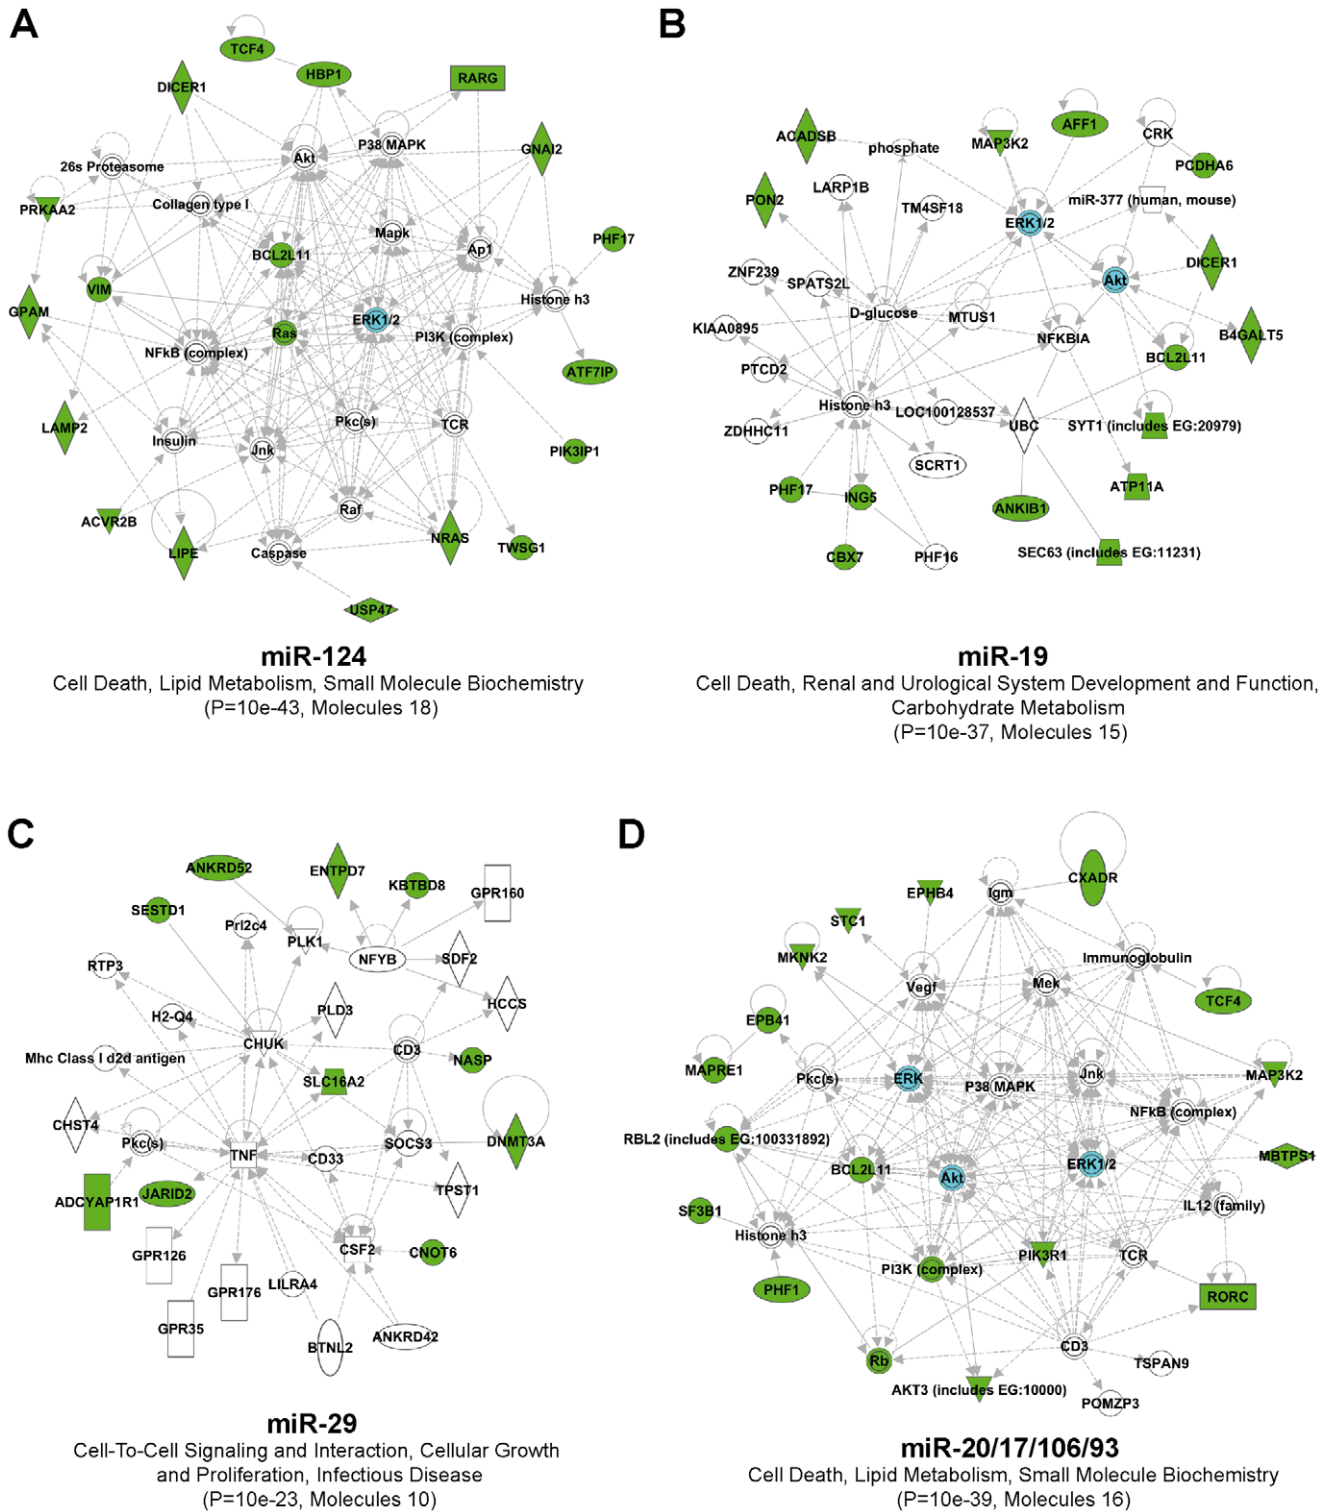 A
TCF4
HBP1
RARG
DICER1
P38 MAPK
Akt
GNAI2
26s Proteasome
PRKAA2
Collagen type I
Mapk
PHF17
BCL2L11
Ap1
VIM
Histone h3
GPAM
ERK1/2
Ras
PI3K (complex)
NFkB (complex)
ATF7IP
LAMP2
Pkc(s)
TCR
Insulin
Jnk
PIK3IP1
Raf
ACVR2B
NRAS
TWSG1
LIPE
Caspase
USP47
miR-124
Cell Death, Lipid Metabolism, Small Molecule Biochemistry
(P=10e-43, Molecules 18)
B
AFF1
ACADSB
MAP3K2
CRK
phosphate
PCDHA6
LARP1B
PON2
miR-377 (human, mouse)
TM4SF18
ERK1/2
DICER1
ZNF239
SPATS2L
Akt
D-glucose
MTUS1
KIAA0895
NFKBIA
B4GALT5
BCL2L11
PTCD2
Histone h3
LOC100128537
UBC
SYT1 (includes EG:20979)
ZDHHC11
SCRT1
PHF17
ING5
ATP11A
ANKIB1
CBX7
PHF16
SEC63 (includes EG:11231)
miR-19
Cell Death, Renal and Urological System Development and Function,
Carbohydrate Metabolism
(P=10e-37, Molecules 15)
C
ANKRD52
ENTPD7
KBTBD8
GPR160
SESTD1
Prl2c4
PLK1
NFYB
SDF2
RTP3
HCCS
H2-Q4
PLD3
CHUK
CD3
Mhc Class I d2d antigen
NASP
SLC16A2
CHST4
Pkc(s)
SOCS3
DNMT3A
TNF
CD33
TPST1
ADCYAP1R1
JARID2
GPR126
CSF2
CNOT6
GPR176
LILRA4
GPR35
BTNL2
ANKRD42
miR-29
Cell-To-Cell Signaling and Interaction, Cellular Growth
and Proliferation, Infectious Disease
(P=10e-23, Molecules 10)
D
CXADR
EPHB4
Igm
STC1
MKNK2
Immunoglobulin
Vegf
Mek
TCF4
EPB41
MAPRE1
Pkc(s)
ERK
P38 MAPK
Jnk
MAP3K2
NFkB (complex)
RBL2 (includes EG:100331892)
MBTPS1
BCL2L11
Akt
ERK1/2
SF3B1
IL12 (family)
Histone h3
PIK3R1
TCR
PI3K (complex)
PHF1
RORC
CD3
Rb
TSPAN9
AKT3 (includes EG:10000)
POMZP3
miR-20/17/106/93
Cell Death, Lipid Metabolism, Small Molecule Biochemistry
(P=10e-39, Molecules 16)